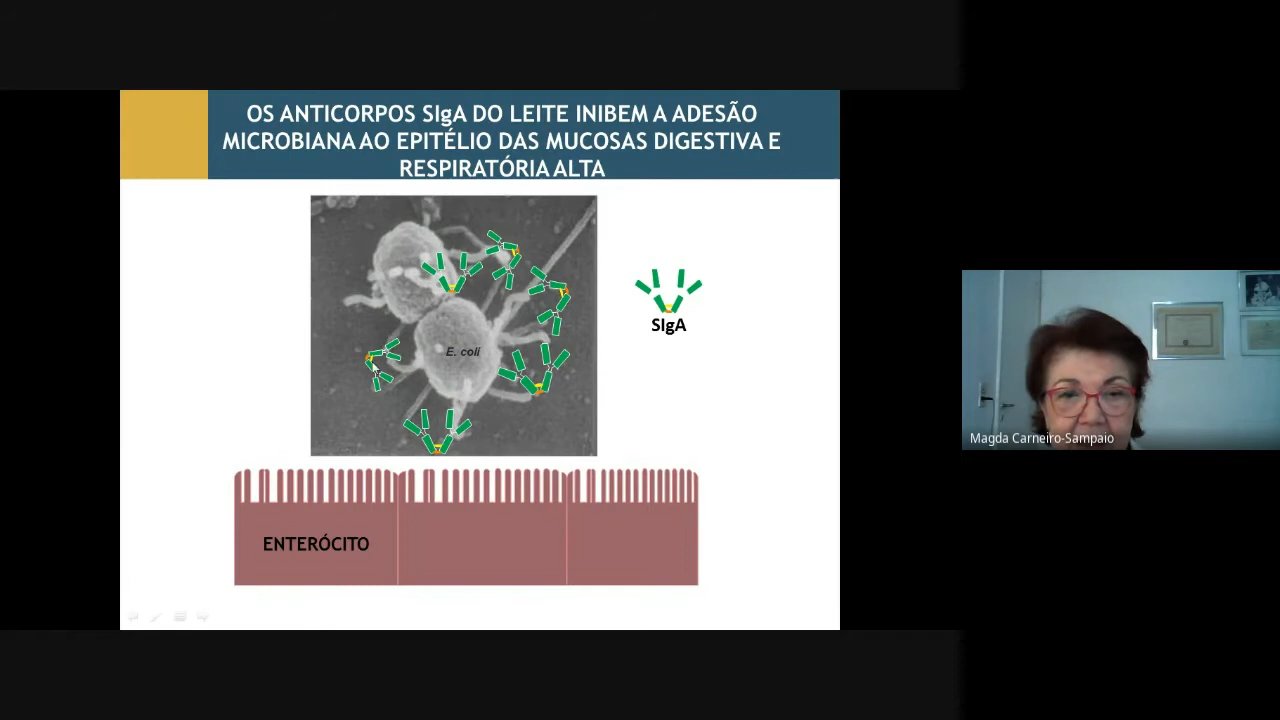 OS ANTICORPOS SIgA DO LEITE INIBEM A ADESÃO
MICROBIANA AO EPITÉLIO DAS MUCOSAS DIGESTIVA E
RESPIRATÓRIA ALTA
SIgA
E. coli
ENTERÓCITO
Magda Carneiro-Sampaio